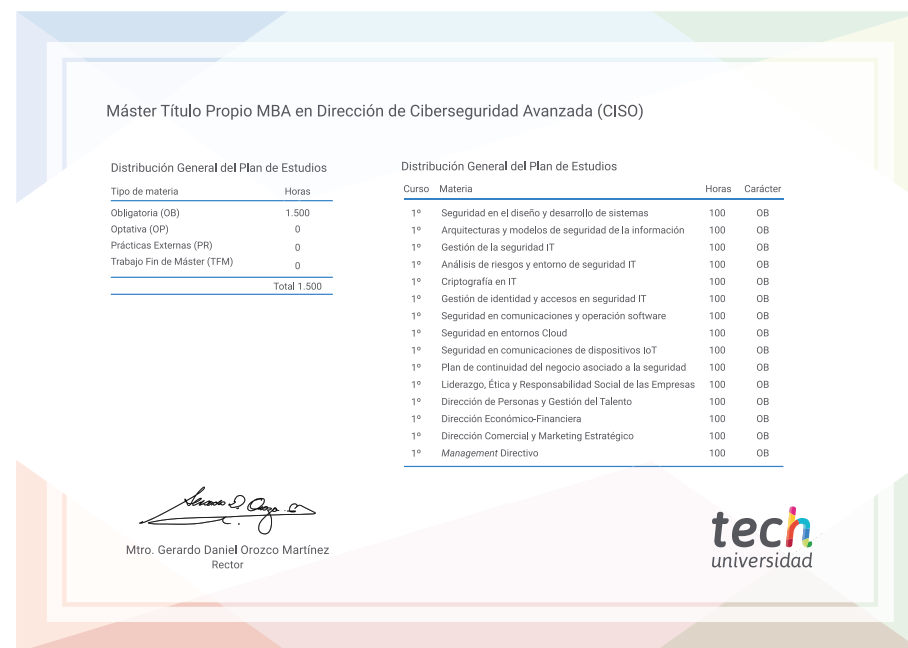 Máster Título Propio MBA en Dirección de Ciberseguridad Avanzada (CISO)
Distribución General del Plan de Estudios
Tipo de materia Horas
Obligatoria (OB) 1.500
Optativa (OP) 0
Prácticas Externas (PR) 0
Trabajo Fin de Máster (TFM) 0
Total 1.500
Distribución General del Plan de Estudios
Curso Materia Horas Carácter
1º Seguridad en el diseño y desarrollo de sistemas 100 OB
1º Arquitecturas y modelos de seguridad de la información 100 OB
1º Gestión de la seguridad IT 100 OB
1º Análisis de riesgos y entorno de seguridad IT 100 OB
1º Criptografía en IT 100 OB
1º Gestión de identidad y accesos en seguridad IT 100 OB
1º Seguridad en comunicaciones y operación software 100 OB
1º Seguridad en entornos Cloud 100 OB
1º Seguridad en comunicaciones de dispositivos IoT 100 OB
1º Plan de continuidad del negocio asociado a la seguridad 100 OB
1º Liderazgo, Ética y Responsabilidad Social de las Empresas 100 OB
1º Dirección de Personas y Gestión del Talento 100 OB
1º Dirección Económico-Financiera 100 OB
1º Dirección Comercial y Marketing Estratégico 100 OB
1º Management Directivo 100 OB
Mtro. Gerardo Daniel Orozco Martínez
Rector
tech
universidad